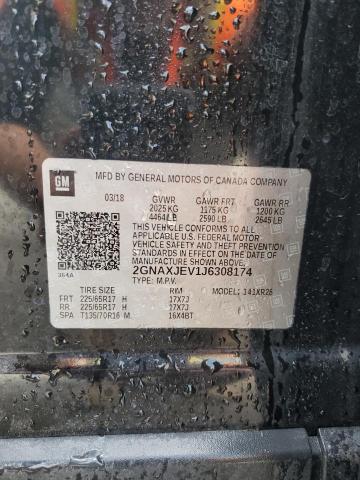 GM
MFD BY GENERAL MOTORS OF CANADA COMPANY
03/18 GVWR GAWR FRT GAWR RR
2025 KG 1175 KG 1200 KG
4464 LB 2590 LB 2645 LB
THIS VEHICLE CONFORMS TO ALL
APPLICABLE U.S. FEDERAL MOTOR
VEHICLE SAFETY, BUMPER, AND THEFT
PREVENTION STANDARDS IN EFFECT ON
THE DATE OF MANUFACTURE
SHOWN ABOVE.
2GNAXJEV1J6308174
TYPE: M.P.V. MODEL: 141XR26
TIRE SIZE RIM
FRT 225/65R17 H 17X7J
RR 225/65R17 H 17X7J
SPA T135/70R16 M 16X4BT